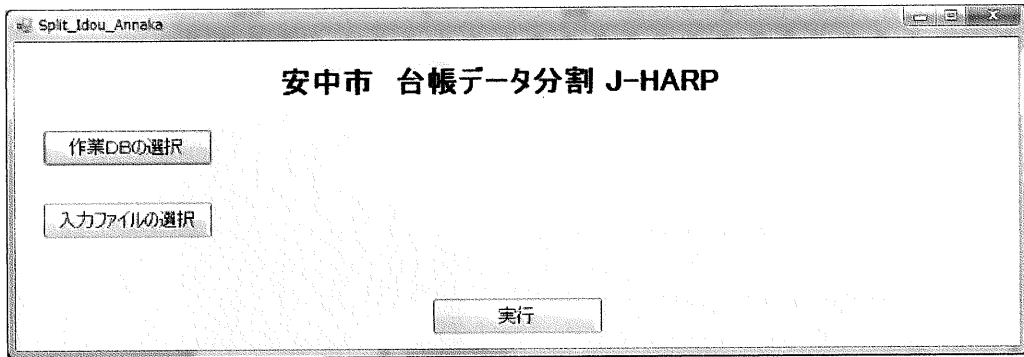 Split_Idou_Annaka
安中市 台帳データ分割 J-HARP
作業DBの選択
入力ファイルの選択
実行